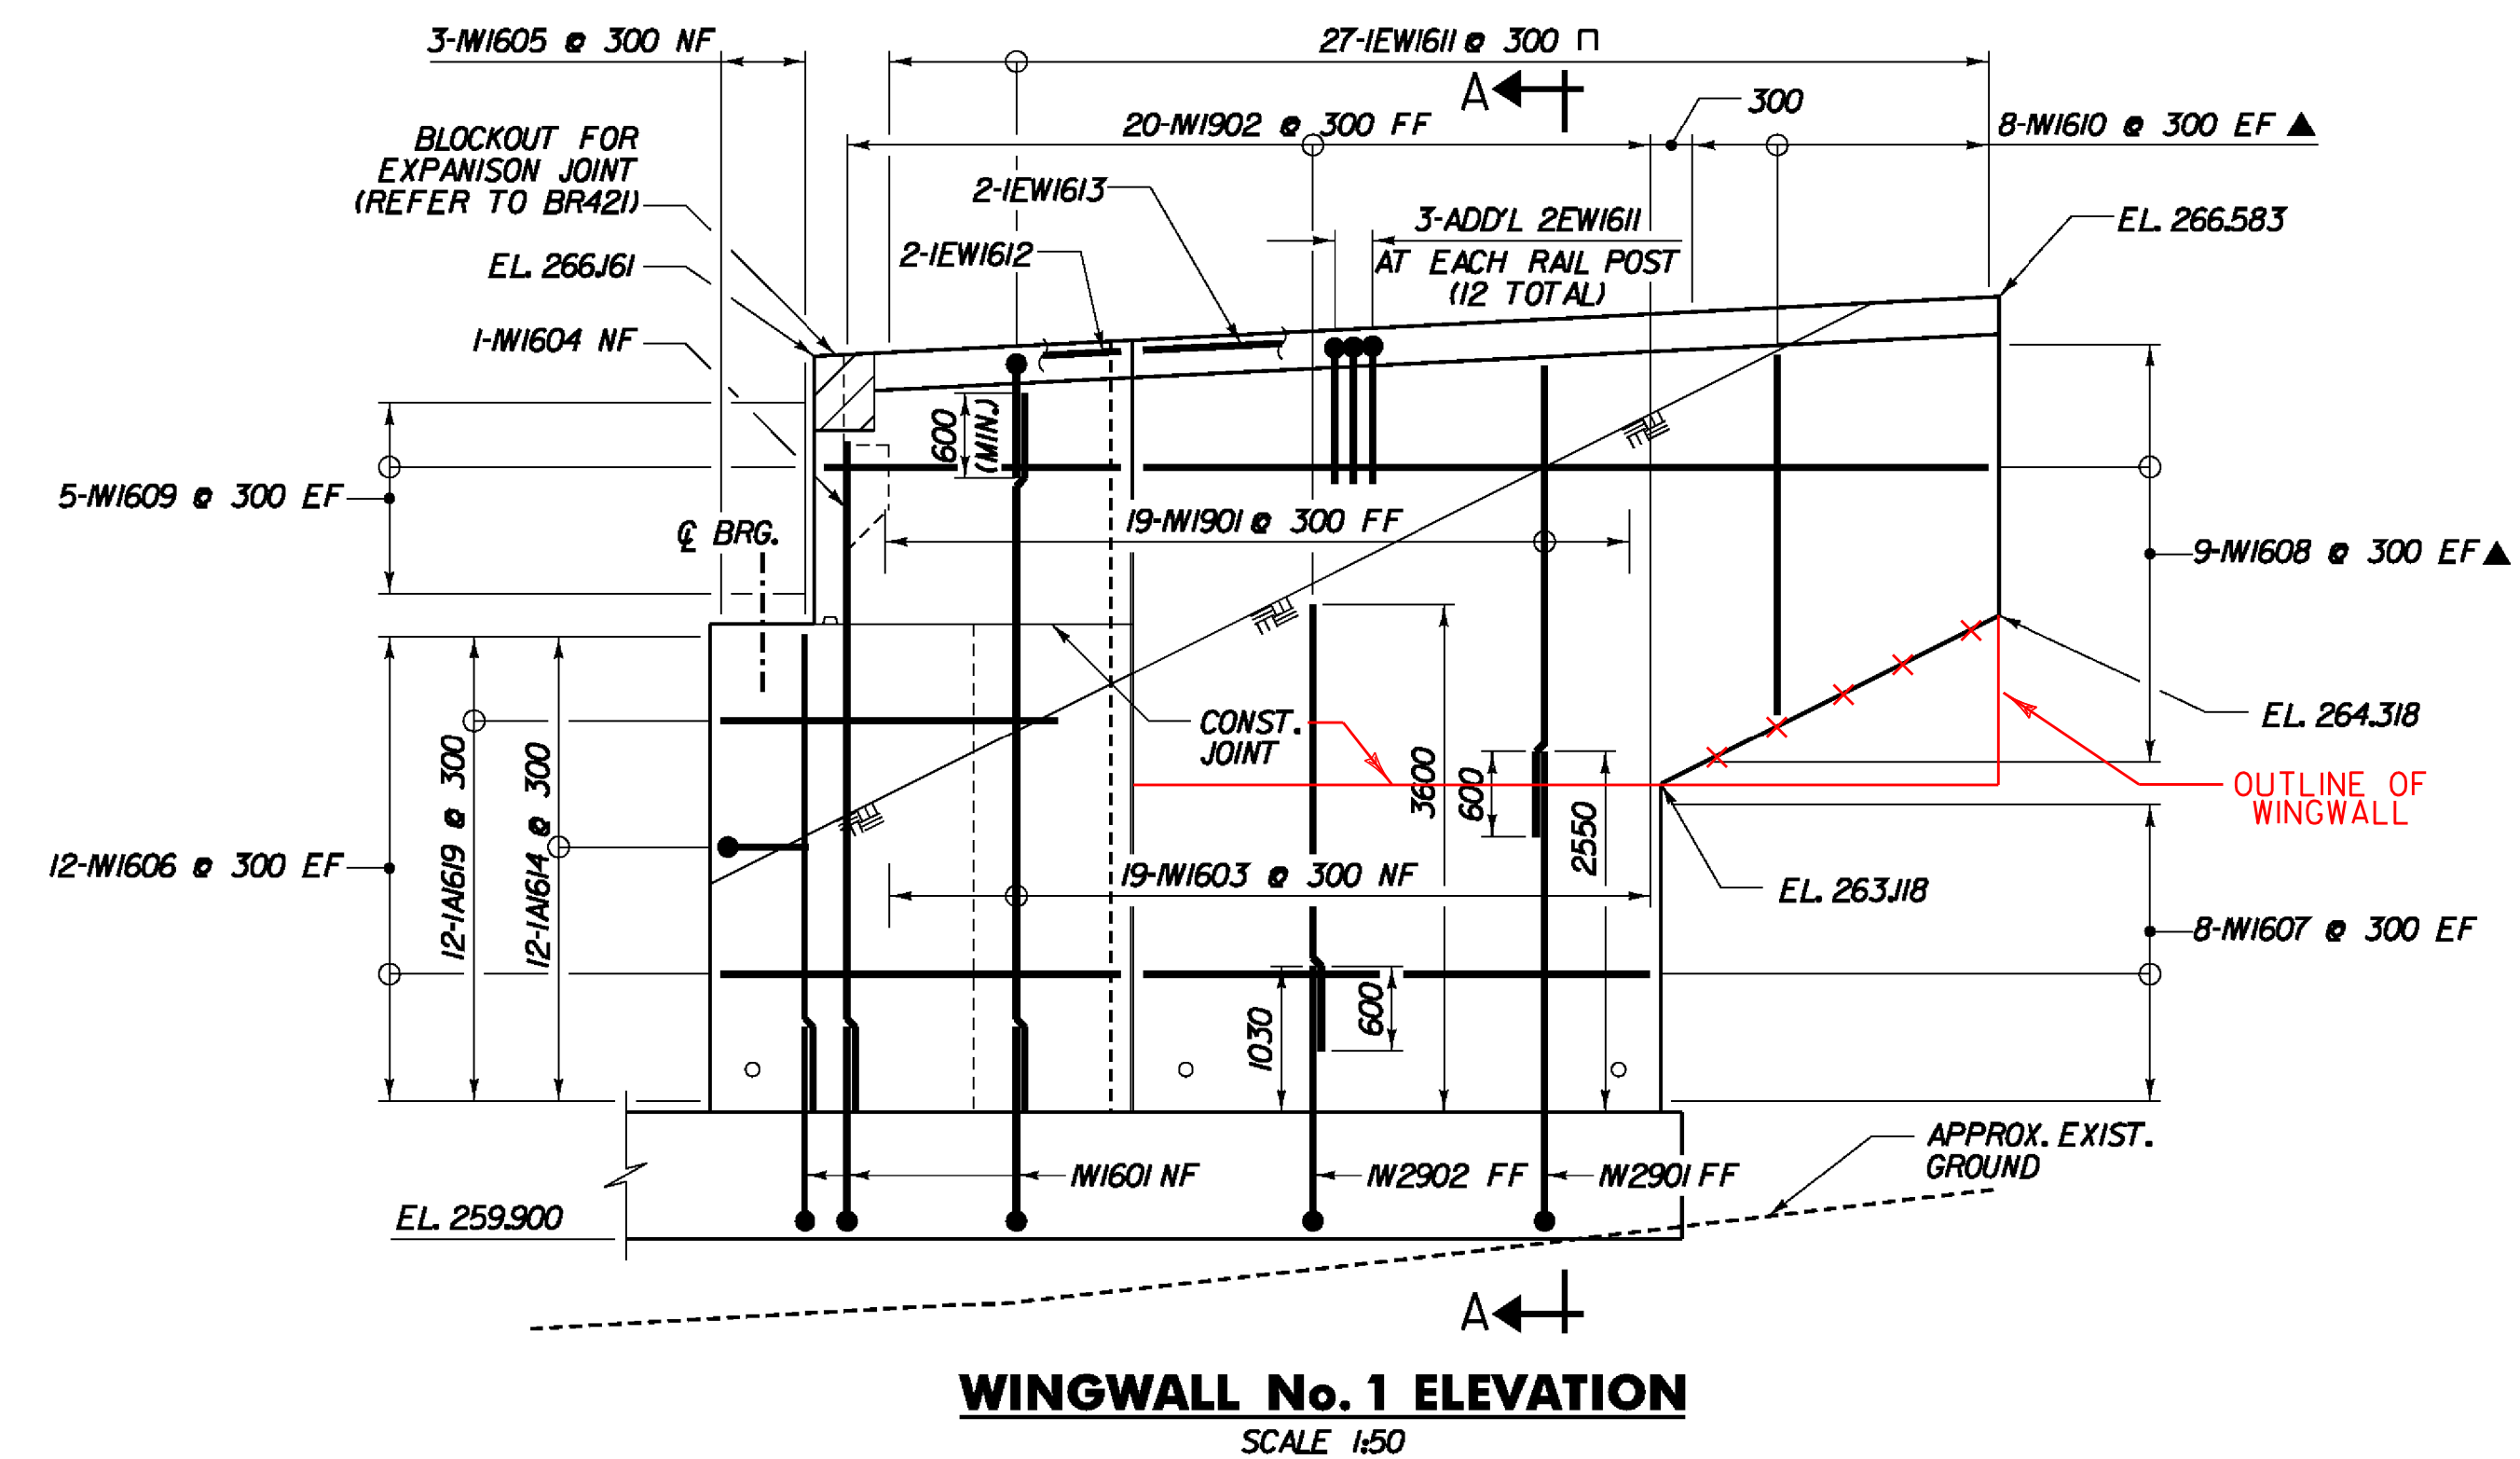 3-1W1605 @ 300 NF
27-1EW1611 @ 300
A
300
20-1W1902 @ 300 FF
8-1W1610 @ 300 EF ▲
BLOCKOUT FOR
EXPANISON JOINT
(REFER TO BR421)
2-1EW1613
3-ADD'L 2EW1611
AT EACH RAIL POST
(12 TOTAL)
EL. 266.583
2-1EW1612
EL. 266.161
1-1W1604 NF
600
(MIN.)
5-1W1609 @ 300 EF
℄ BRG.
19-1W1901 @ 300 FF
9-1W1608 @ 300 EF ▲
CONST.
JOINT
EL. 264.318
3600
600
2550
OUTLINE OF
WINGWALL
12-1W1606 @ 300 EF
12-1A1619 @ 300
12-1A1614 @ 300
19-1W1603 @ 300 NF
EL. 263.118
8-1W1607 @ 300 EF
1030
600
APPROX. EXIST.
GROUND
1W1601 NF
1W2902 FF
1W2901 FF
EL. 259.900
A
WINGWALL No. 1 ELEVATION
SCALE 1:50